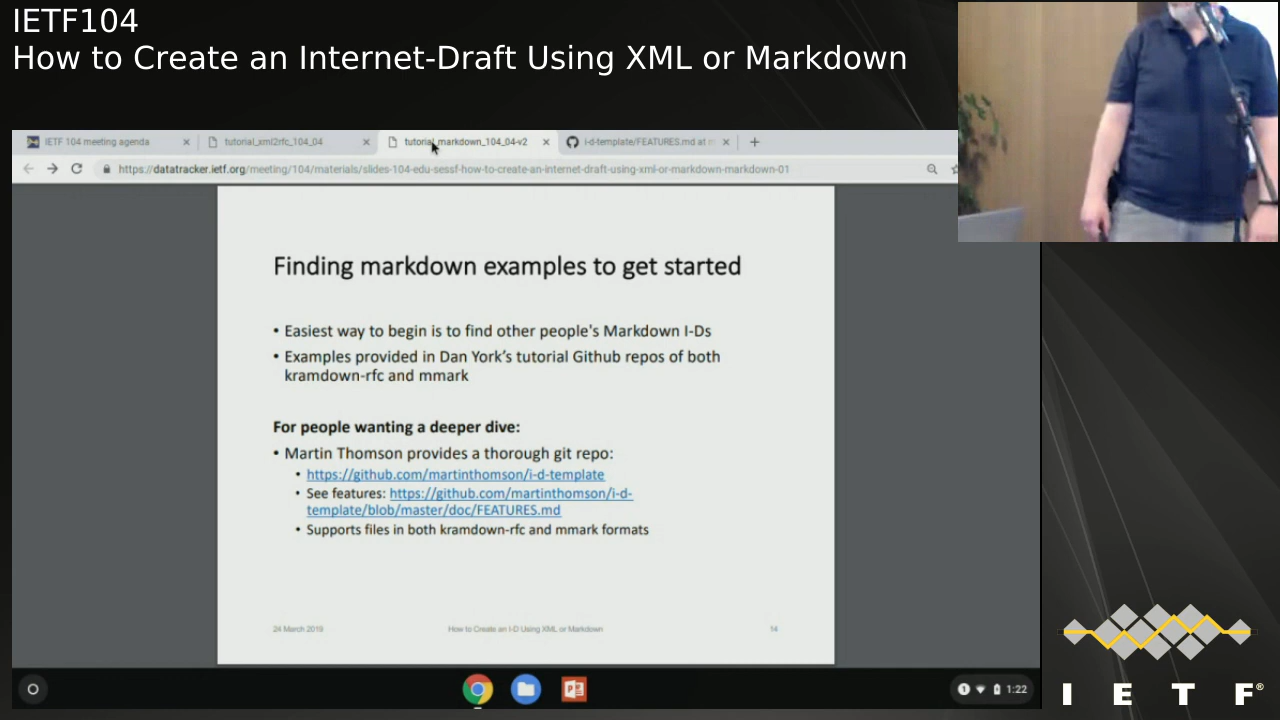 IETF104
How to Create an Internet-Draft Using XML or Markdown
IETF 104 meeting agenda
tutorial_xml2rfc_104_04
tutorial_markdown_104_04-v2
i-d-template/FEATURES.md at
https://datatracker.ietf.org/meeting/104/materials/slides-104-edu-sessf-how-to-create-an-internet-draft-using-xml-or-markdown-markdown-01
Finding markdown examples to get started
• Easiest way to begin is to find other people's Markdown I-Ds
• Examples provided in Dan York's tutorial Github repos of both
kramdown-rfc and mmark
For people wanting a deeper dive:
• Martin Thomson provides a thorough git repo:
• https://github.com/martinthomson/i-d-template
• See features: https://github.com/martinthomson/i-d-
template/blob/master/doc/FEATURES.md
• Supports files in both kramdown-rfc and mmark formats
24 March 2019
How to Create an I-D Using XML or Markdown
14
1
1:22
I E T F®